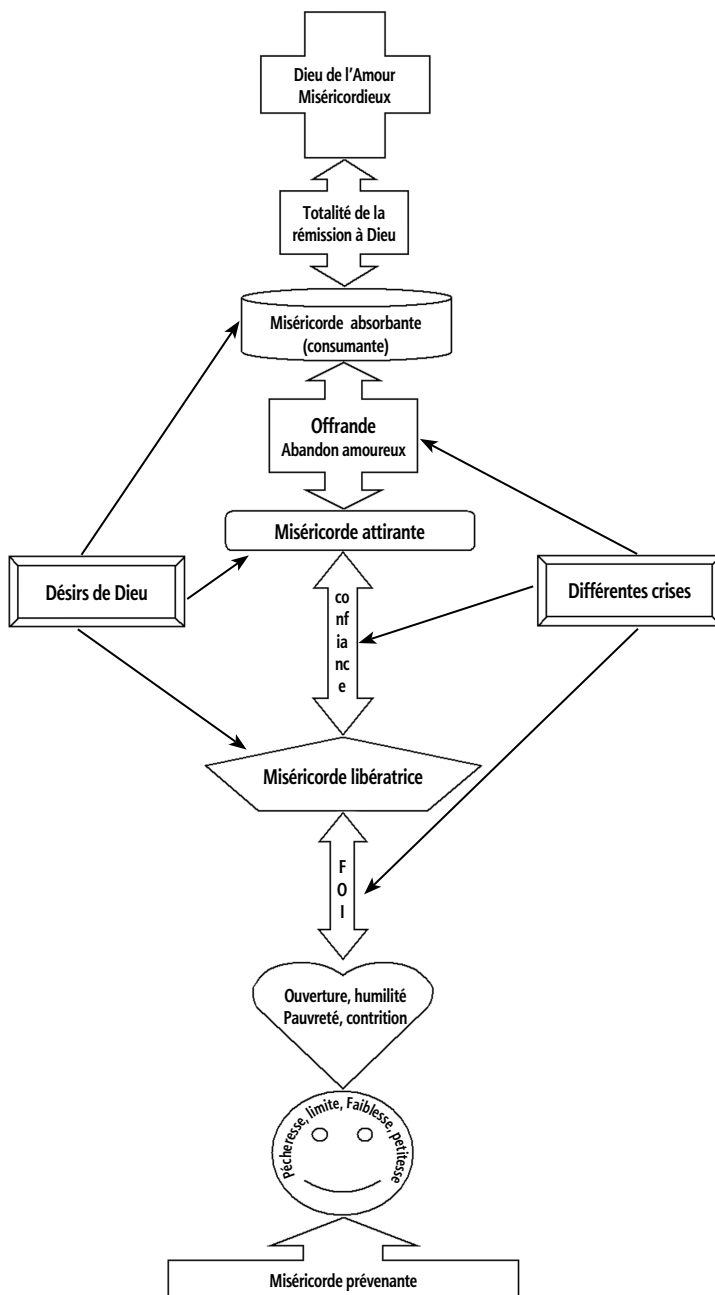 Dieu de l'Amour
Miséricordieux
Totalité de la
rémission à Dieu
Miséricorde absorbante
(consumante)
Offrande
Abandon amoureux
Miséricorde attirante
Désirs de Dieu
Différentes crises
co
nf
ia
nc
e
Miséricorde libératrice
F
O
I
Ouverture, humilité
Pauvreté, contrition
Pécheresse, limite, Faiblesse, petitesse
Miséricorde prévenante